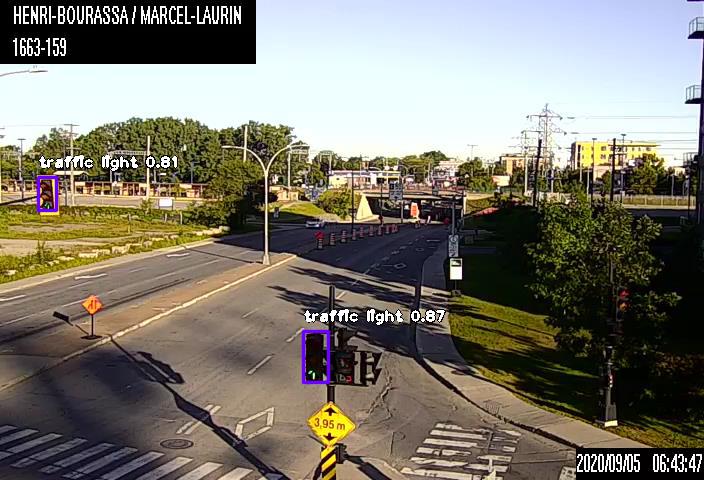 HENRI-BOURASSA / MARCEL-LAURIN
1663-159
traffic light 0.81
traffic light 0.87
3,95 m
2020/09/05 06:43:47